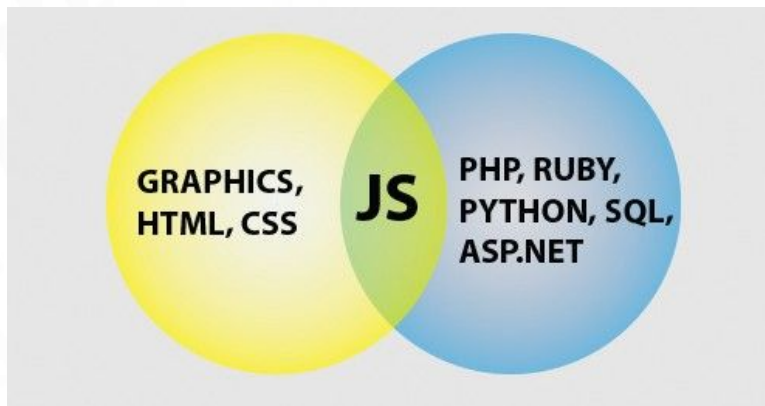 GRAPHICS,
HTML, CSS
JS
PHP, RUBY,
PYTHON, SQL,
ASP.NET